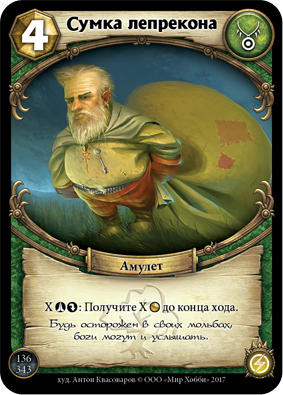 4
Сумка лепрекона
Амулет
X : Получите X до конца хода.
Будь осторожен в своих мольбах,
боги могут и услышать.
136
343
худ. Антон Квасоваров © ООО «Мир Хобби» 2017